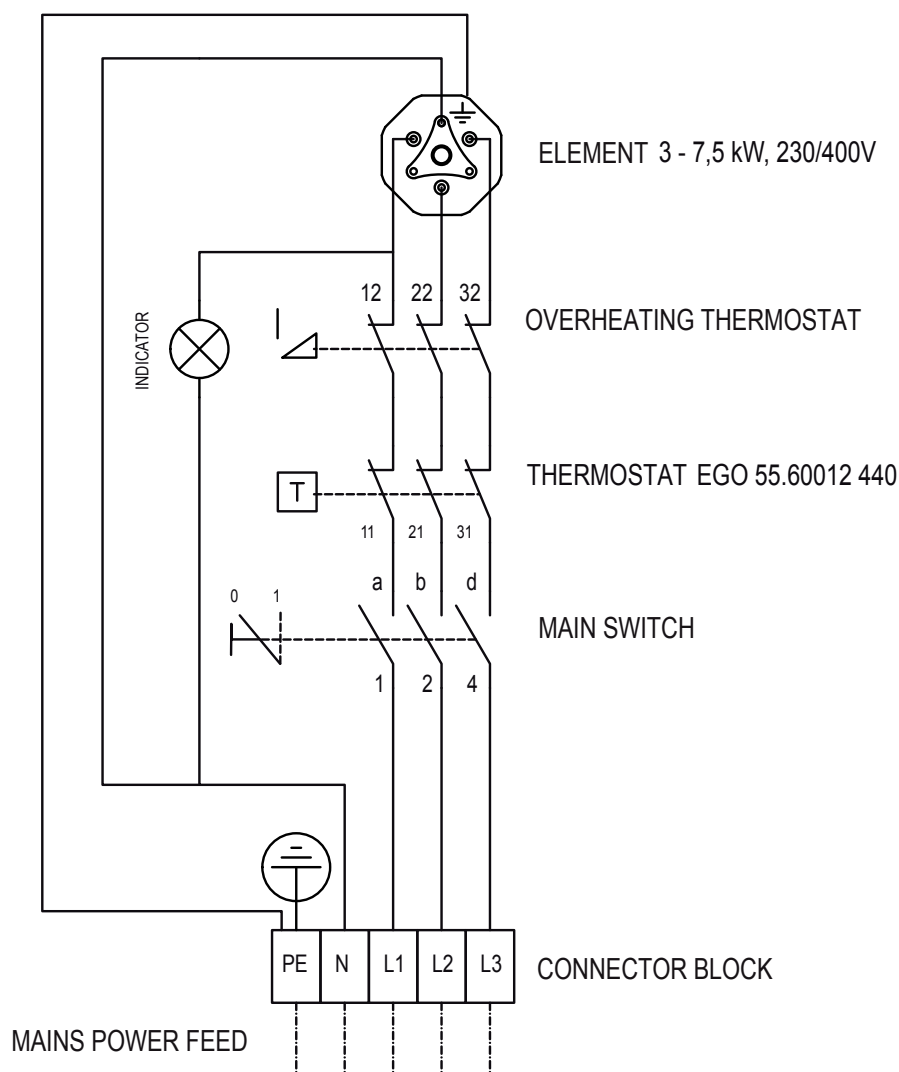 ELEMENT 3 - 7,5 kW, 230/400V
12 22 32
OVERHEATING THERMOSTAT
INDICATOR
THERMOSTAT EGO 55.60012 440
T
11 21 31
a b d
0 1
MAIN SWITCH
1 2 4
PE N L1 L2 L3
CONNECTOR BLOCK
MAINS POWER FEED